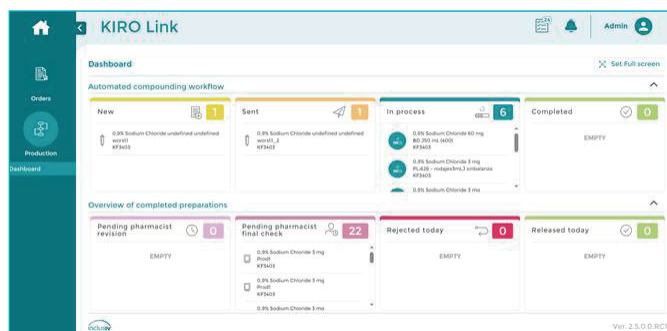 KIRO Link
24
Admin
Dashboard
Set Full screen
Orders
Production
Dashboard
Automated compounding workflow
New
1
0.9% Sodium Chloride undefined undefined
worst1
KF3403
Sent
1
0.9% Sodium Chloride undefined undefined
worst1_2
KF3403
In process
6
0.9% Sodium Chloride 60 mg
KF3403
0.9% Sodium Chloride 3 mg
KF3403
0.9% Sodium Chloride 3 mg
Completed
0
EMPTY
Overview of completed preparations
Pending pharmacist
revision
0
EMPTY
Pending pharmacist
final check
22
0.9% Sodium Chloride 3 mg
Prod1
KF3403
0.9% Sodium Chloride 3 mg
Prod1
KF3403
0.9% Sodium Chloride 3 mg
Rejected today
0
EMPTY
Released today
0
EMPTY
Ver. 2.5.0.0.RC1